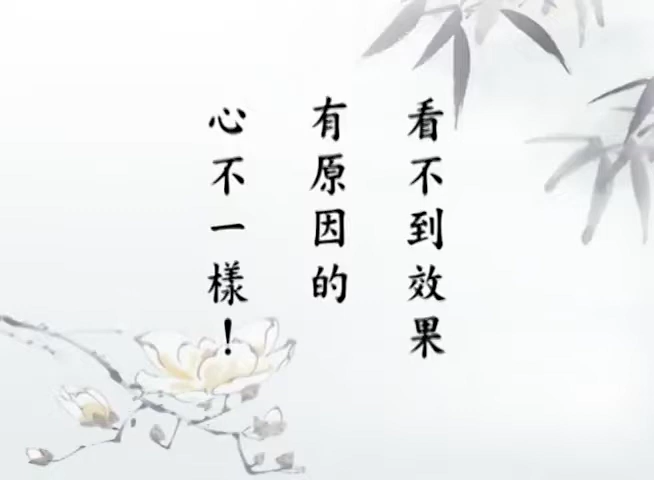 看不到效果
有原因的
心不一樣！